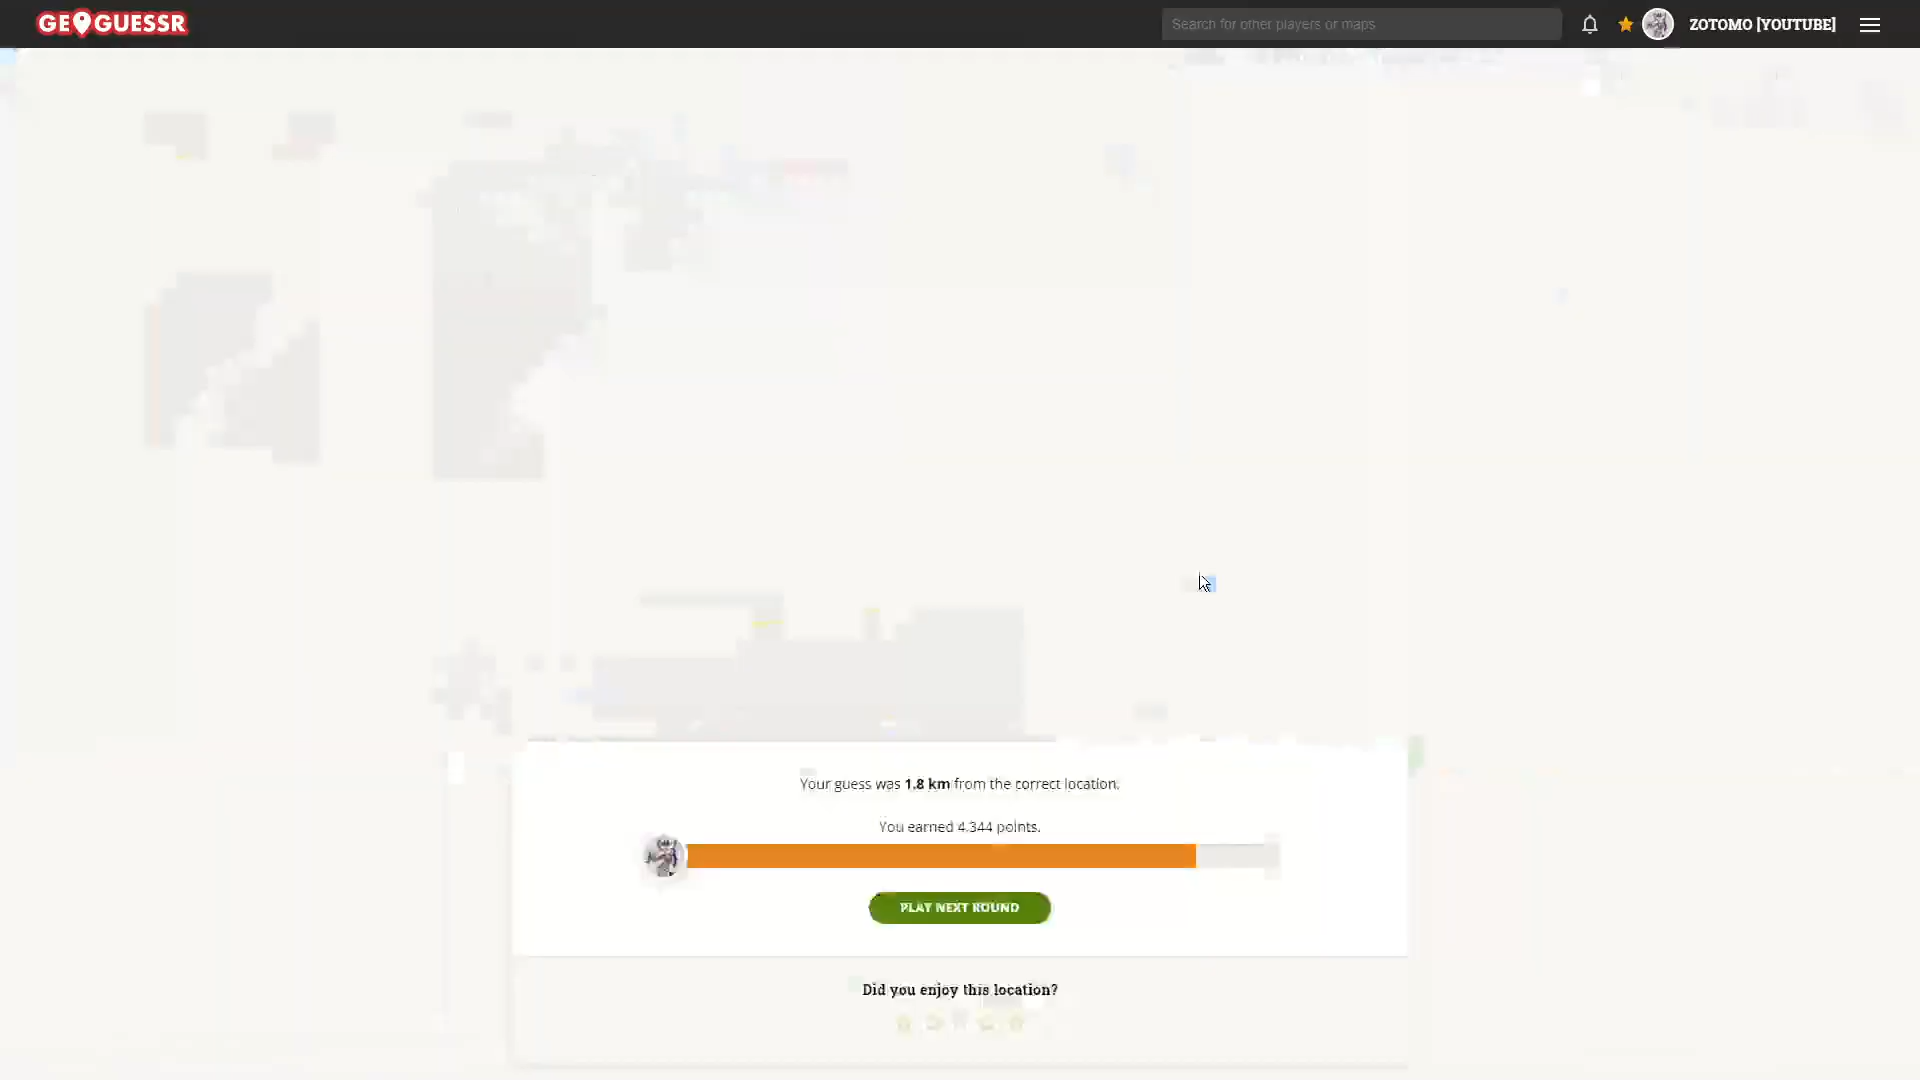 GEOGUESSR
Search for other players or maps
ZOTOMO [YOUTUBE]
Your guess was 1.8 km from the correct location.
You earned 4,344 points.
PLAY NEXT ROUND
Did you enjoy this location?